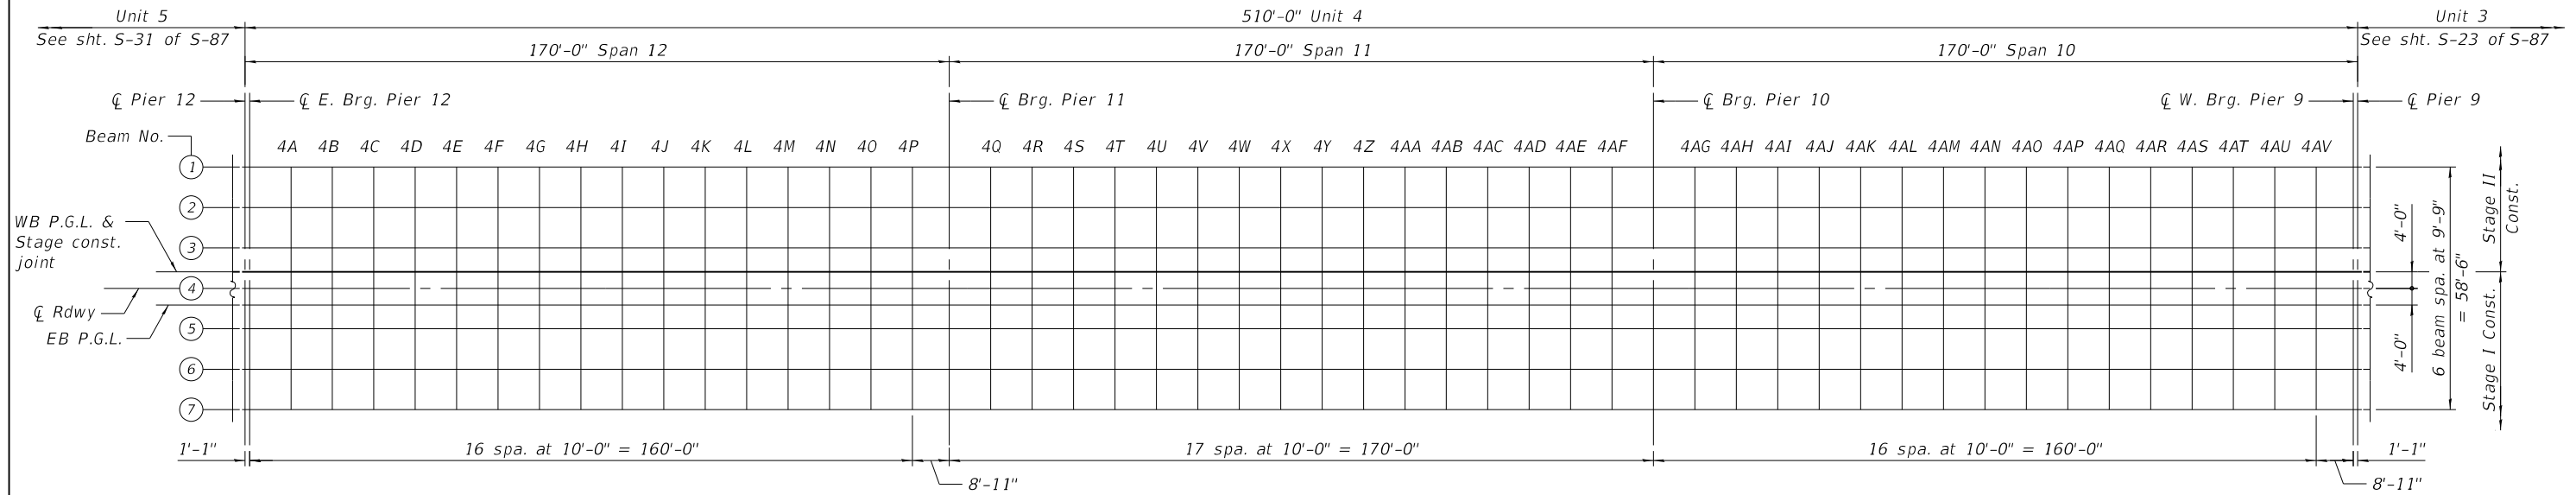 Unit 5
510'-0" Unit 4
Unit 3
See sht. S-31 of S-87
170'-0" Span 12
170'-0" Span 11
170'-0" Span 10
See sht. S-23 of S-87
℄ Pier 12
℄ E. Brg. Pier 12
℄ Brg. Pier 11
℄ Brg. Pier 10
℄ W. Brg. Pier 9
℄ Pier 9
Beam No.
4A 4B 4C 4D 4E 4F 4G 4H 4I 4J 4K 4L 4M 4N 4O 4P 4Q 4R 4S 4T 4U 4V 4W 4X 4Y 4Z 4AA 4AB 4AC 4AD 4AE 4AF 4AG 4AH 4AI 4AJ 4AK 4AL 4AM 4AN 4AO 4AP 4AQ 4AR 4AS 4AT 4AU 4AV
1
2
3
4
5
6
7
WB P.G.L. &
Stage const.
joint
℄ Rdwy
EB P.G.L.
4'-0"
4'-0"
6 beam spa. at 9'-9"
= 58'-6"
Stage II
Const.
Stage I Const.
1'-1"
16 spa. at 10'-0" = 160'-0"
8'-11"
17 spa. at 10'-0" = 170'-0"
16 spa. at 10'-0" = 160'-0"
8'-11"
1'-1"